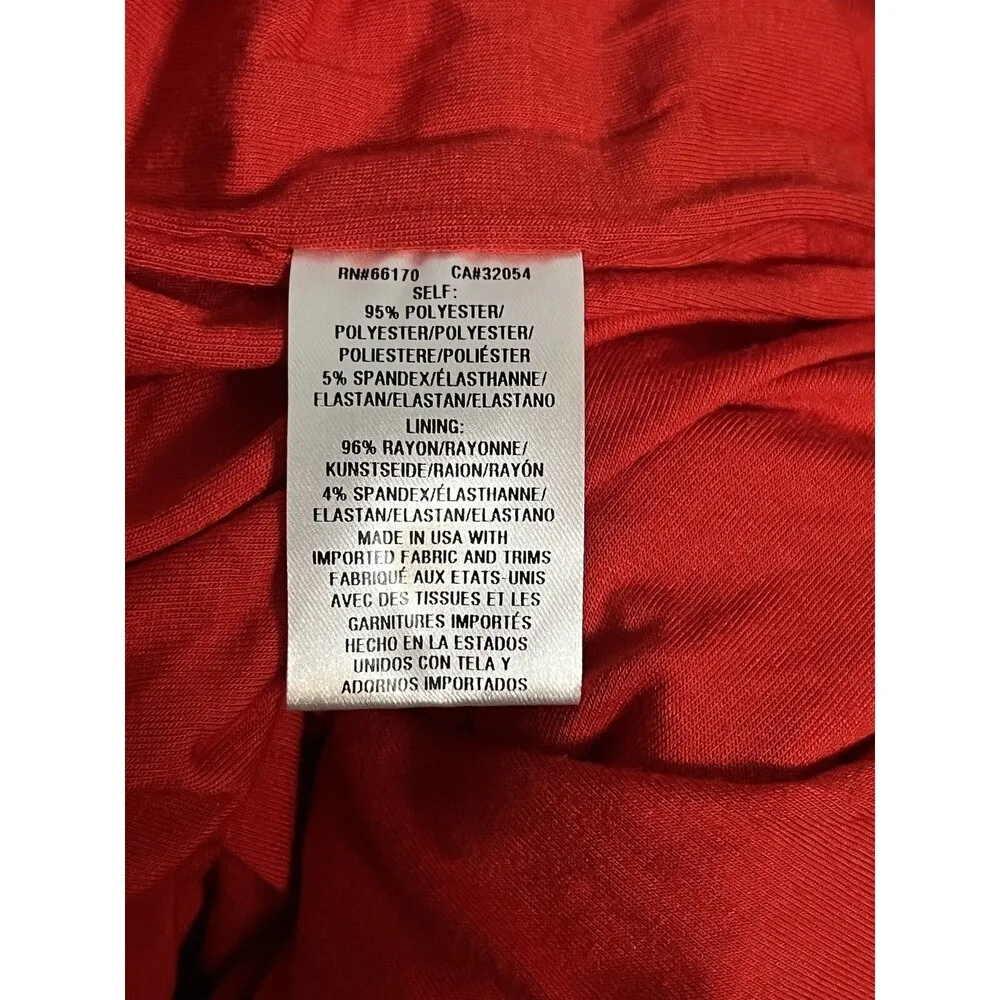 RN#66170 CA#32054
SELF:
95% POLYESTER/
POLYESTER/POLYESTER/
POLIESTERE/POLIÉSTER
5% SPANDEX/ÉLASTHANNE/
ELASTAN/ELASTAN/ELASTANO
LINING:
96% RAYON/RAYONNE/
KUNSTSEIDE/RAION/RAYÓN
4% SPANDEX/ÉLASTHANNE/
ELASTAN/ELASTAN/ELASTANO
MADE IN USA WITH
IMPORTED FABRIC AND TRIMS
FABRIQUÉ AUX ETATS-UNIS
AVEC DES TISSUES ET LES
GARNITURES IMPORTÉS
HECHO EN LA ESTADOS
UNIDOS CON TELA Y
ADORNOS IMPORTADOS